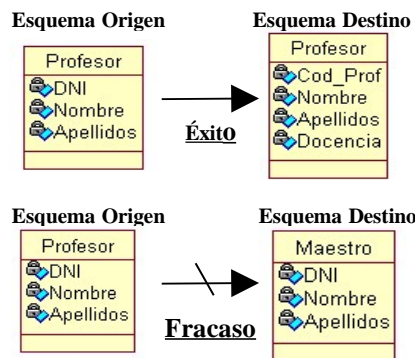 Esquema Origen Esquema Destino
Profesor Profesor
DNI Cod_Prof
Nombre Nombre
Apellidos Apellidos
Docencia
Éxito
Esquema Origen Esquema Destino
Profesor Maestro
DNI DNI
Nombre Nombre
Apellidos Apellidos
Fracaso